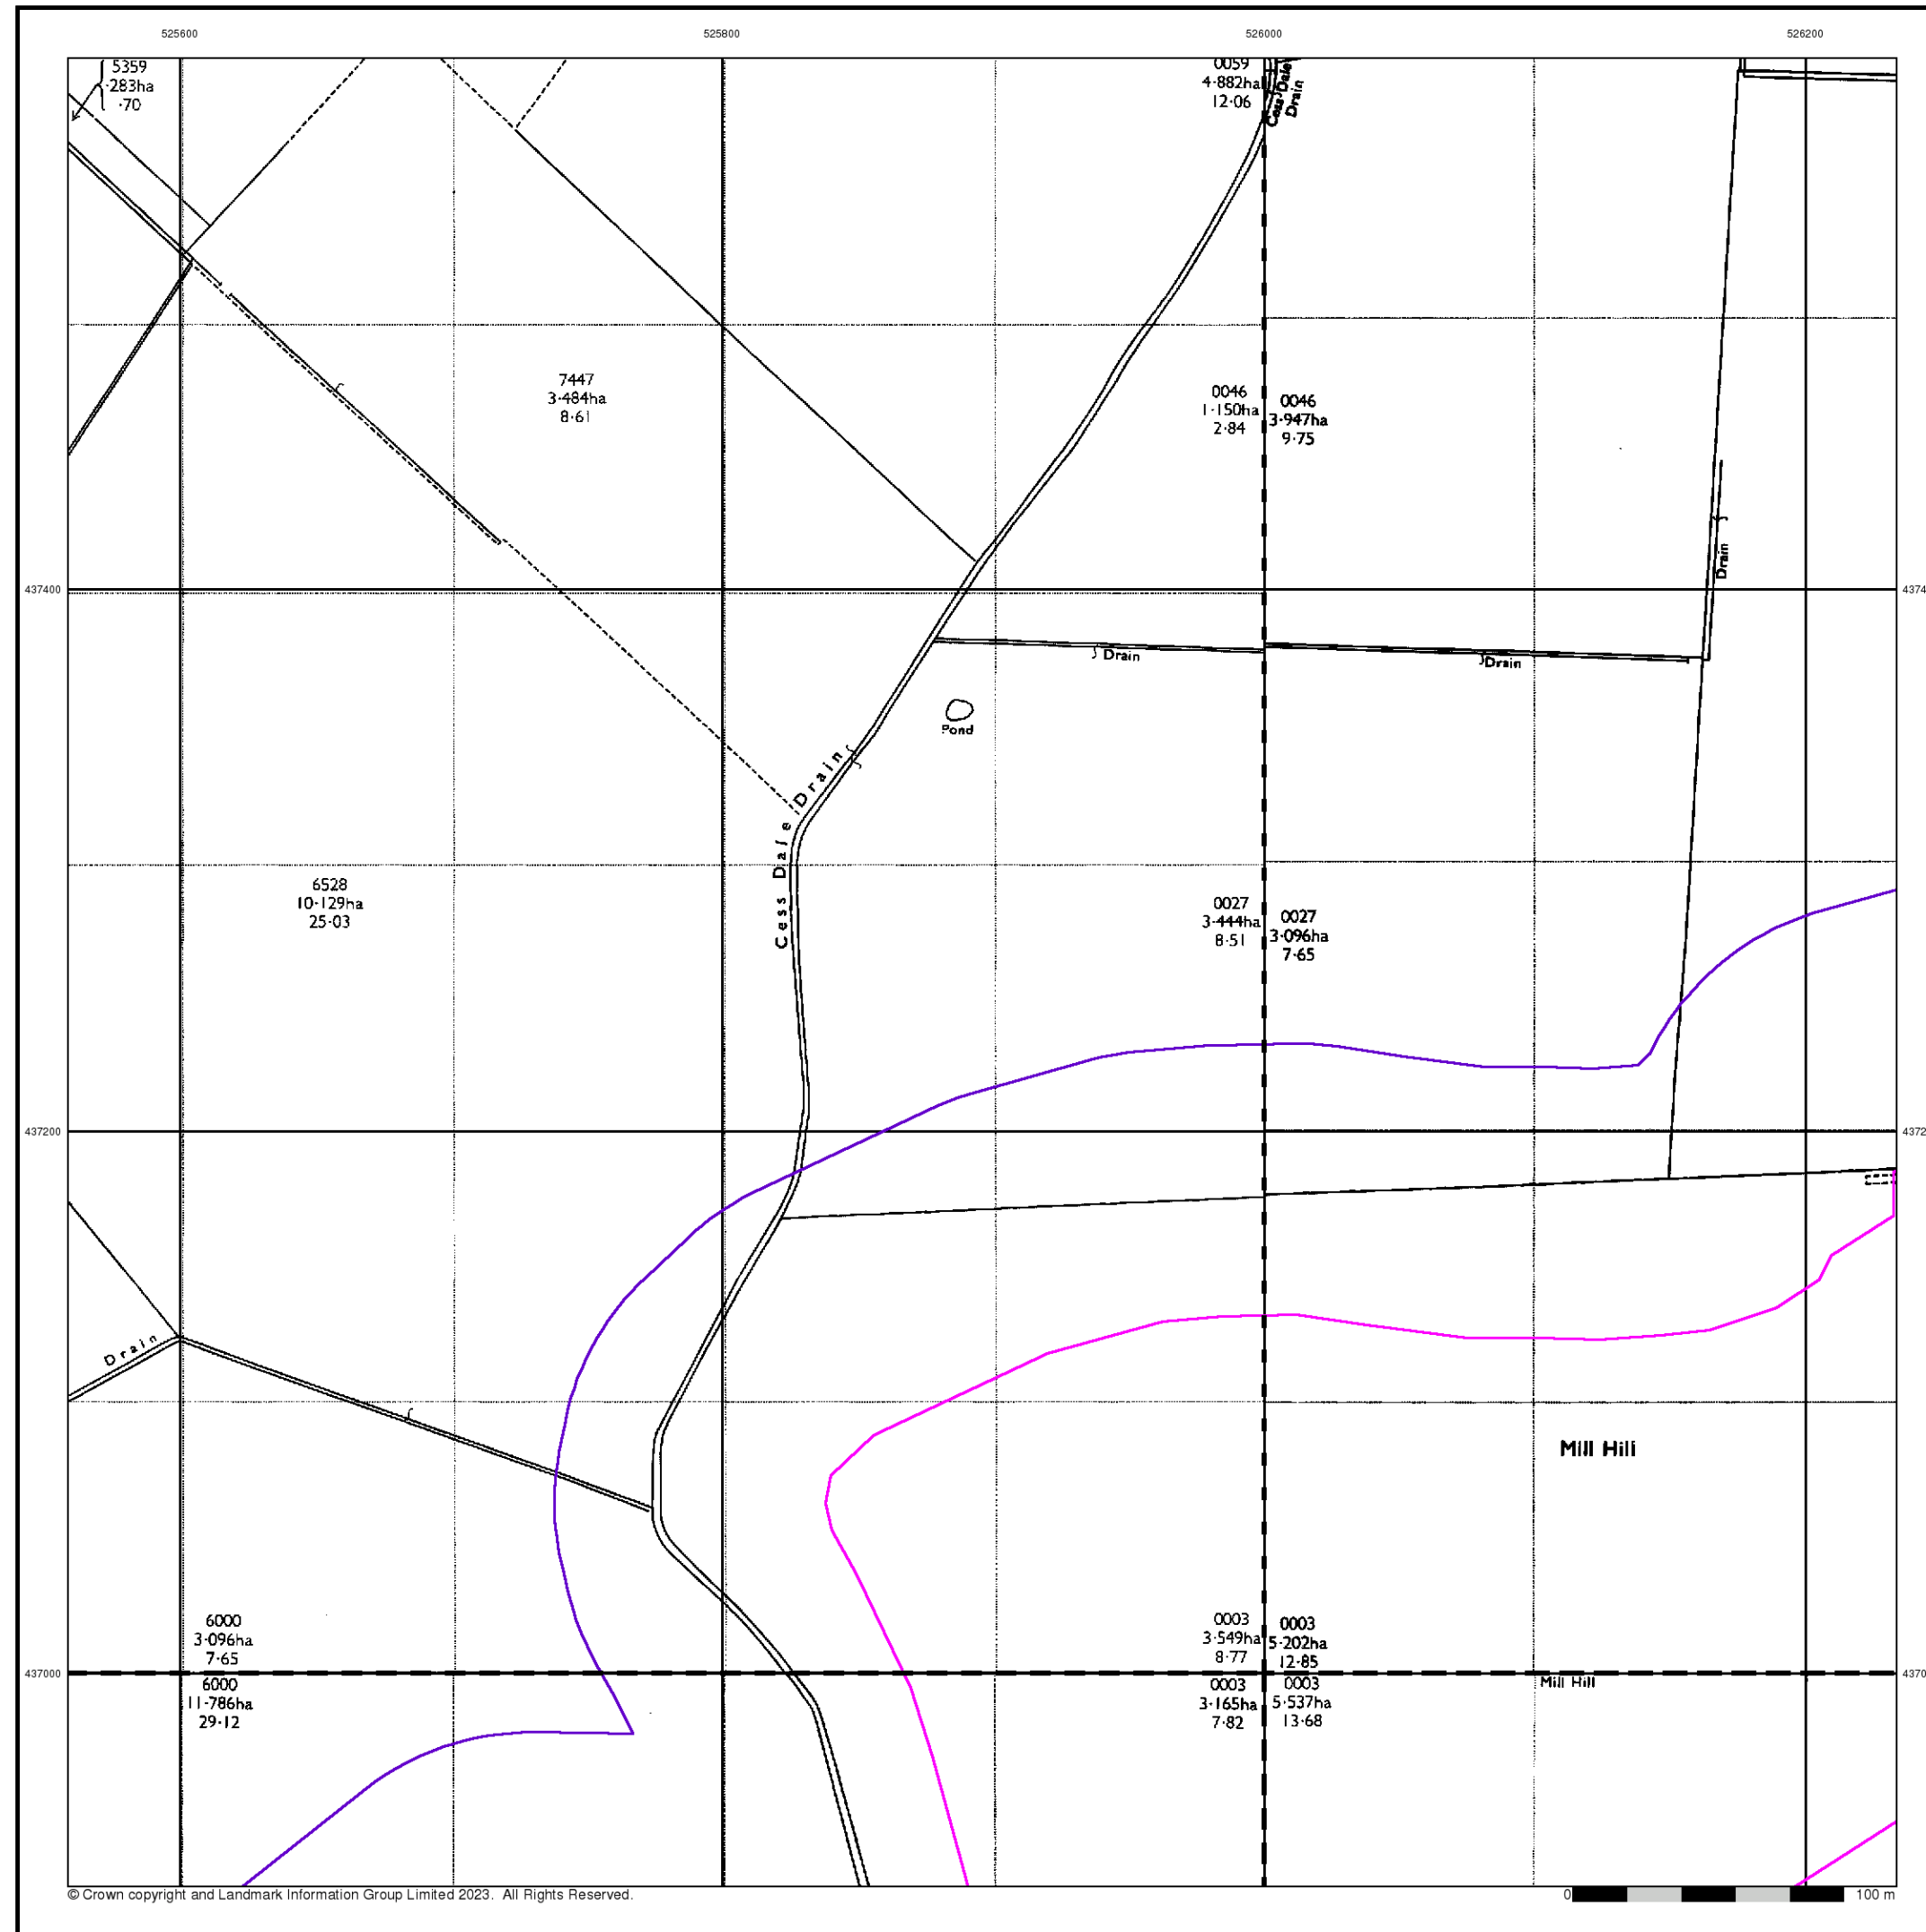 525600
525800
526000
526200
5359
·283ha
·70
0059
4·882ha
12·06
Cess Dale
Drain
7447
3·484ha
8·61
0046
1·150ha
2·84
0046
3·947ha
9·75
Drain
437400
4374
Drain
Drain
Pond
Cess Dale Drain
6528
10·129ha
25·03
0027
3·444ha
8·51
0027
3·096ha
7·65
437200
4372
Drain
Mill Hill
6000
3·096ha
7·65
0003
3·549ha
8·77
0003
5·202ha
12·85
437000
4370
6000
11·786ha
29·12
0003
3·165ha
7·82
0003
5·537ha
13·68
Mill Hill
© Crown copyright and Landmark Information Group Limited 2023. All Rights Reserved.
0
100 m